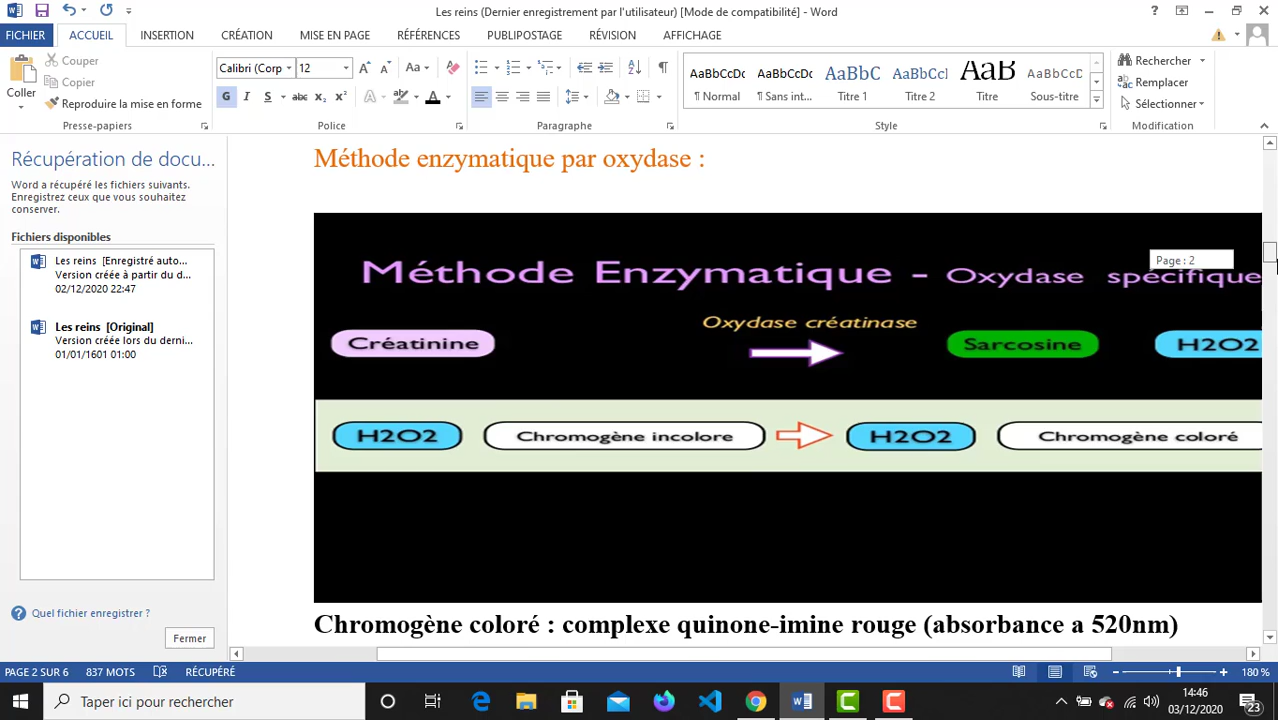 Les reins (Dernier enregistrement par l'utilisateur) [Mode de compatibilité] - Word
FICHIER ACCUEIL INSERTION CRÉATION MISE EN PAGE RÉFÉRENCES PUBLIPOSTAGE RÉVISION AFFICHAGE
Coller
Couper
Copier
Reproduire la mise en forme
Presse-papiers
Calibri (Corp 12
G I S abc x₂ x²
Police
Paragraphe
AaBbCcDc AaBbCcDc AaBbC AaBbCcI AaB AaBbCcD
¶ Normal ¶ Sans int... Titre 1 Titre 2 Titre Sous-titre
Style
Rechercher
Remplacer
Sélectionner
Modification
Récupération de docu...
Word a récupéré les fichiers suivants.
Enregistrez ceux que vous souhaitez
conserver.
Fichiers disponibles
Les reins [Enregistré auto...
Version créée à partir du d...
02/12/2020 22:47
Les reins [Original]
Version créée lors du derni...
01/01/1601 01:00
Quel fichier enregistrer ?
Fermer
Méthode enzymatique par oxydase :
Méthode Enzymatique - Oxydase spécifique
Page : 2
Oxydase créatinase
Créatinine Sarcosine H2O2
H2O2 Chromogène incolore H2O2 Chromogène coloré
Chromogène coloré : complexe quinone-imine rouge (absorbance a 520nm)
PAGE 2 SUR 6 837 MOTS RÉCUPÉRÉ 180 %
Taper ici pour rechercher
14:46
03/12/2020
23